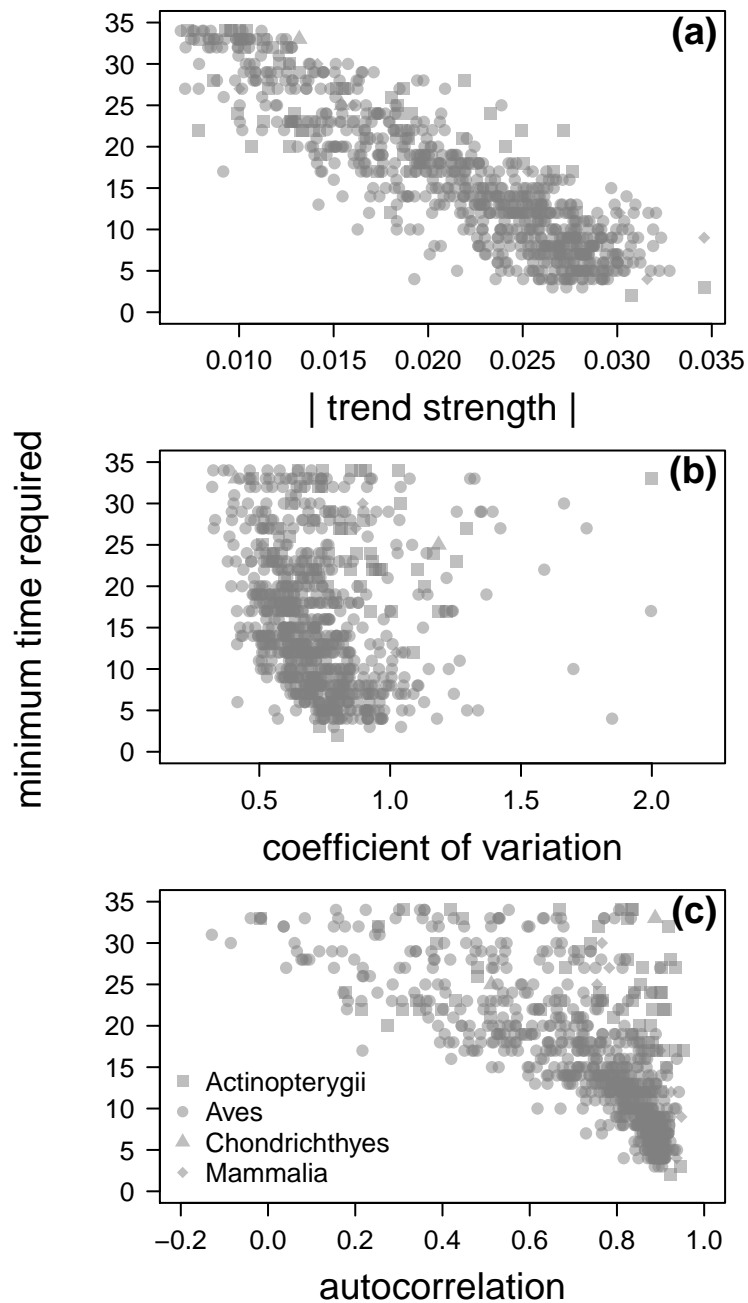 (a)
35
30
25
20
15
10
5
0
0.010 0.015 0.020 0.025 0.030 0.035
| trend strength |
minimum time required
(b)
35
30
25
20
15
10
5
0
0.5 1.0 1.5 2.0
coefficient of variation
(c)
35
30
25
20
15
10
5
0
Actinopterygii
Aves
Chondrichthyes
Mammalia
−0.2 0.0 0.2 0.4 0.6 0.8 1.0
autocorrelation